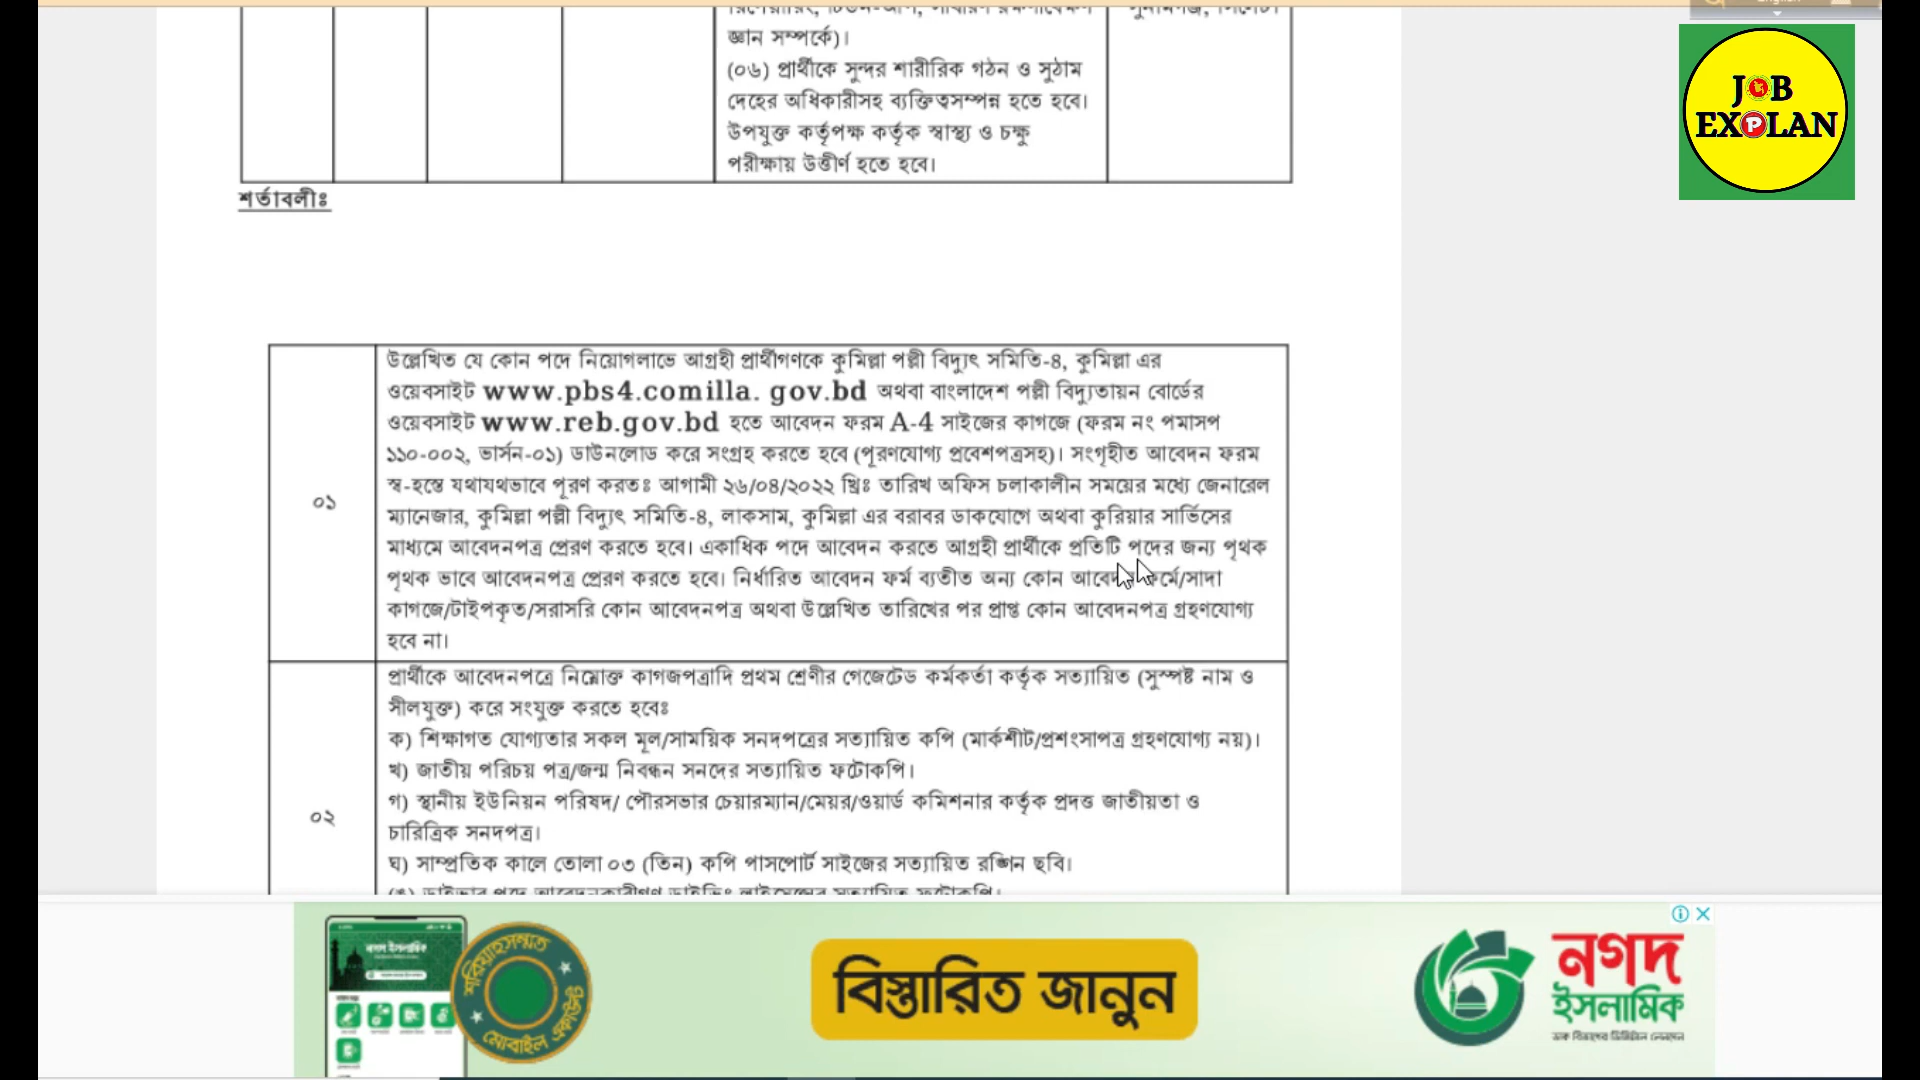 জ্ঞান সম্পর্কে)।
(০৬) প্রার্থীকে সুন্দর শারীরিক গঠন ও সুঠাম
দেহের অধিকারীসহ ব্যক্তিত্বসম্পন্ন হতে হবে।
উপযুক্ত কর্তৃপক্ষ কর্তৃক স্বাস্থ্য ও চক্ষু
পরীক্ষায় উত্তীর্ণ হতে হবে।
JOB
EXPLAN
শর্তাবলীঃ
০১
উল্লেখিত যে কোন পদে নিয়োগলাভে আগ্রহী প্রার্থীগণকে কুমিল্লা পল্লী বিদ্যুৎ সমিতি-৪, কুমিল্লা এর
ওয়েবসাইট www.pbs4.comilla. gov.bd অথবা বাংলাদেশ পল্লী বিদ্যুতায়ন বোর্ডের
ওয়েবসাইট www.reb.gov.bd হতে আবেদন ফরম A-4 সাইজের কাগজে (ফরম নং পমাসপ
১১০-০০২, ভার্সন-০১) ডাউনলোড করে সংগ্রহ করতে হবে (পূরণযোগ্য প্রবেশপত্রসহ)। সংগৃহীত আবেদন ফরম
স্ব-হস্তে যথাযথভাবে পূরণ করতঃ আগামী ২৬/০৪/২০২২ খ্রিঃ তারিখ অফিস চলাকালীন সময়ের মধ্যে জেনারেল
ম্যানেজার, কুমিল্লা পল্লী বিদ্যুৎ সমিতি-৪, লাকসাম, কুমিল্লা এর বরাবর ডাকযোগে অথবা কুরিয়ার সার্ভিসের
মাধ্যমে আবেদনপত্র প্রেরণ করতে হবে। একাধিক পদে আবেদন করতে আগ্রহী প্রার্থীকে প্রতিটি পদের জন্য পৃথক
পৃথক ভাবে আবেদনপত্র প্রেরণ করতে হবে। নির্ধারিত আবেদন ফর্ম ব্যতীত অন্য কোন আবেদন ফর্মে/সাদা
কাগজে/টাইপকৃত/সরাসরি কোন আবেদনপত্র অথবা উল্লেখিত তারিখের পর প্রাপ্ত কোন আবেদনপত্র গ্রহণযোগ্য
হবে না।
০২
প্রার্থীকে আবেদনপত্রে নিম্নোক্ত কাগজপত্রাদি প্রথম শ্রেণীর গেজেটেড কর্মকর্তা কর্তৃক সত্যায়িত (সুস্পষ্ট নাম ও
সীলযুক্ত) করে সংযুক্ত করতে হবেঃ
ক) শিক্ষাগত যোগ্যতার সকল মূল/সাময়িক সনদপত্রের সত্যায়িত কপি (মার্কশীট/প্রশংসাপত্র গ্রহণযোগ্য নয়)।
খ) জাতীয় পরিচয় পত্র/জন্ম নিবন্ধন সনদের সত্যায়িত ফটোকপি।
গ) স্থানীয় ইউনিয়ন পরিষদ/ পৌরসভার চেয়ারম্যান/মেয়র/ওয়ার্ড কমিশনার কর্তৃক প্রদত্ত জাতীয়তা ও
চারিত্রিক সনদপত্র।
ঘ) সাম্প্রতিক কালে তোলা ০৩ (তিন) কপি পাসপোর্ট সাইজের সত্যায়িত রঙ্গিন ছবি।
শরিয়াহসম্মত
মোবাইল একাউন্ট
বিস্তারিত জানুন
নগদ
ইসলামিক